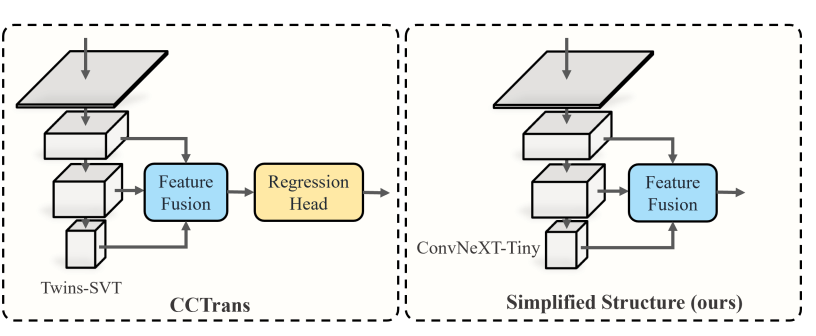 Feature
Fusion
Regression
Head
Twins-SVT
CCTrans
Feature
Fusion
ConvNeXT-Tiny
Simplified Structure (ours)